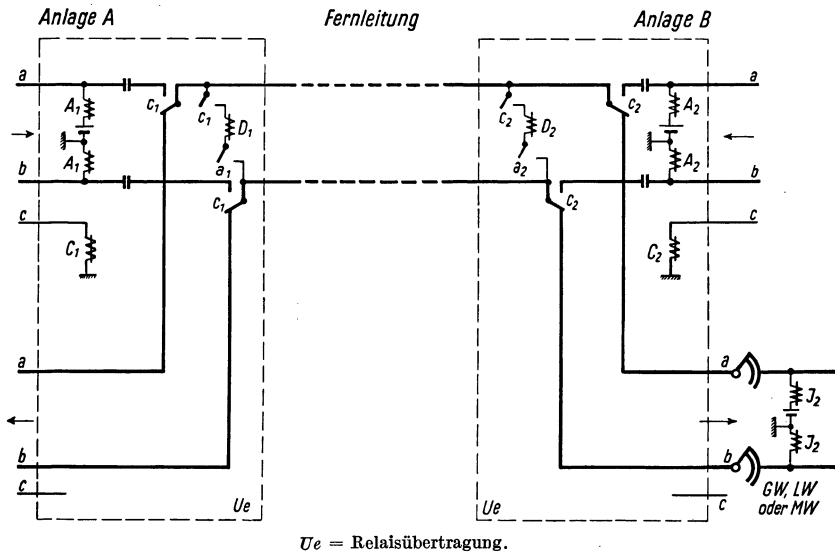 Anlage A Fernleitung Anlage B
a a
A₁ c₁ c₁ D₁ c₂ D₂ c₂ A₂
A₁ a₁ a₂ A₂
b c₁ c₂ b
c c
C₁ C₂
a a
J₂
J₂
b b
c Ue Ue c
GW, LW
oder MW
Ue = Relaisübertragung.